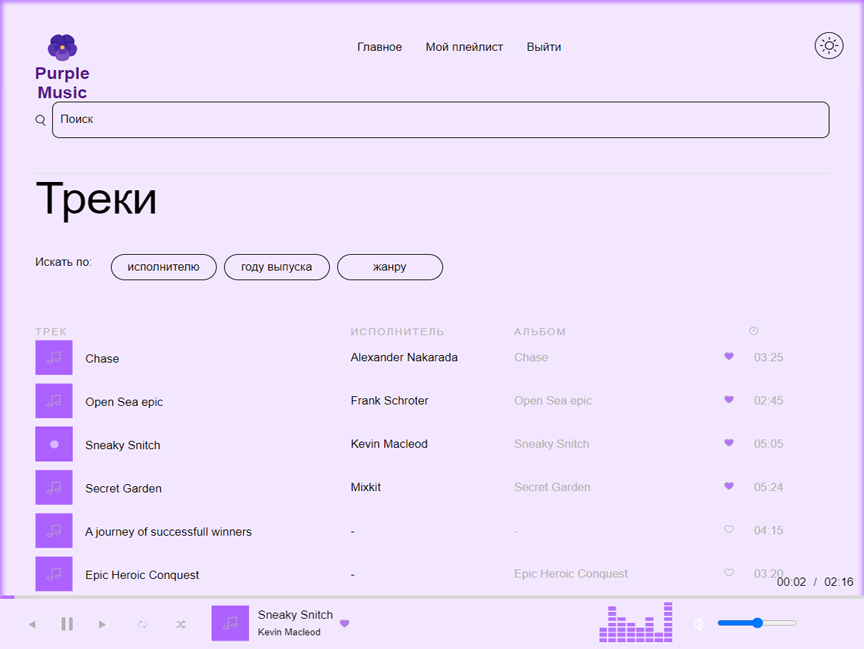 Главное Мой плейлист Выйти
Purple
Music
Поиск
Треки
Искать по: исполнителю году выпуска жанру
ТРЕК ИСПОЛНИТЕЛЬ АЛЬБОМ
Chase Alexander Nakarada Chase 03:25
Open Sea epic Frank Schroter Open Sea epic 02:45
Sneaky Snitch Kevin Macleod Sneaky Snitch 05:05
Secret Garden Mixkit Secret Garden 05:24
A journey of successfull winners - - 04:15
Epic Heroic Conquest - Epic Heroic Conquest 03:20
00:02 / 02:16
Sneaky Snitch
Kevin Macleod